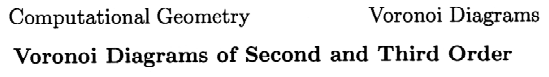 Computational Geometry Voronoi Diagrams
Voronoi Diagrams of Second and Third Order